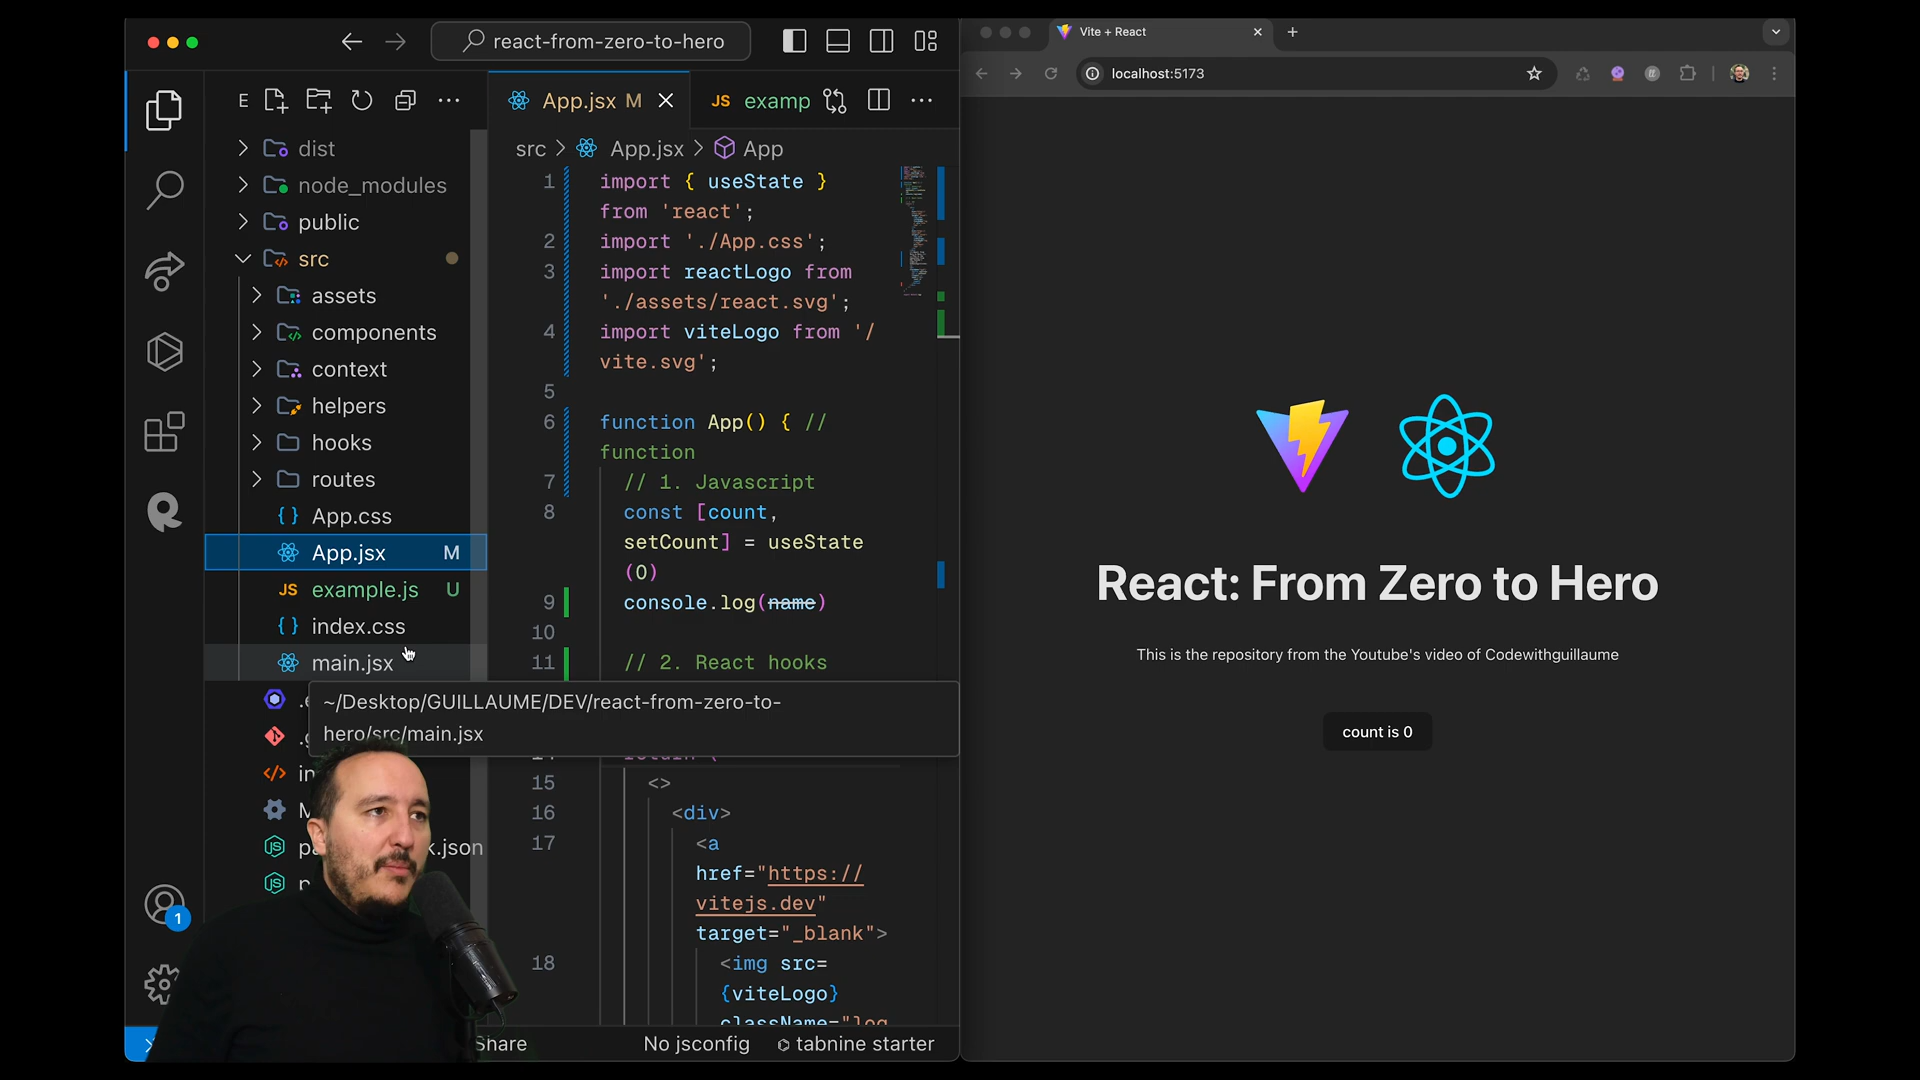 react-from-zero-to-hero
E
dist
node_modules
public
src
assets
components
context
helpers
hooks
routes
App.css
App.jsx M
JS example.js U
index.css
main.jsx
~/Desktop/GUILLAUME/DEV/react-from-zero-to-
hero/src/main.jsx
k.json
1
Share
No jsconfig
tabnine starter
App.jsx M
JS examp
src > App.jsx > App
1 import { useState }
from 'react';
2 import './App.css';
3 import reactLogo from
'./assets/react.svg';
4 import viteLogo from '/
vite.svg';
5
6 function App() { //
function
7 // 1. Javascript
8 const [count,
setCount] = useState
(0)
9 console.log(name)
10
11 // 2. React hooks
15 <>
16 <div>
17 <a
href="https://
vitejs.dev"
target="_blank">
18 <img src=
{viteLogo}
className="log
Vite + React
localhost:5173
React: From Zero to Hero
This is the repository from the Youtube's video of Codewithguillaume
count is 0